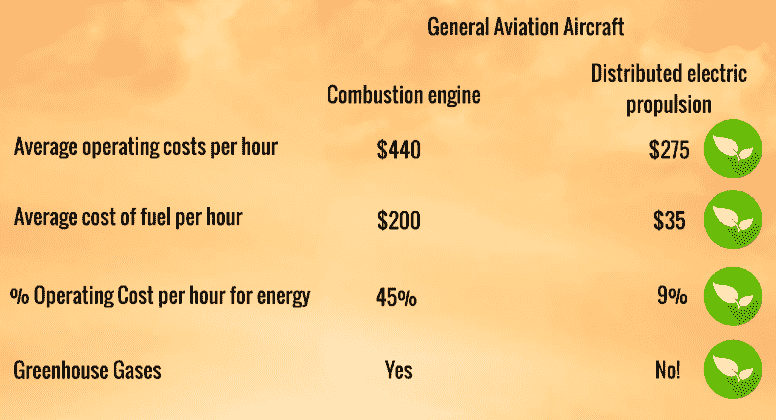 General Aviation Aircraft
Combustion engine
Distributed electric
propulsion
Average operating costs per hour $440 $275
Average cost of fuel per hour $200 $35
% Operating Cost per hour for energy 45% 9%
Greenhouse Gases Yes No!